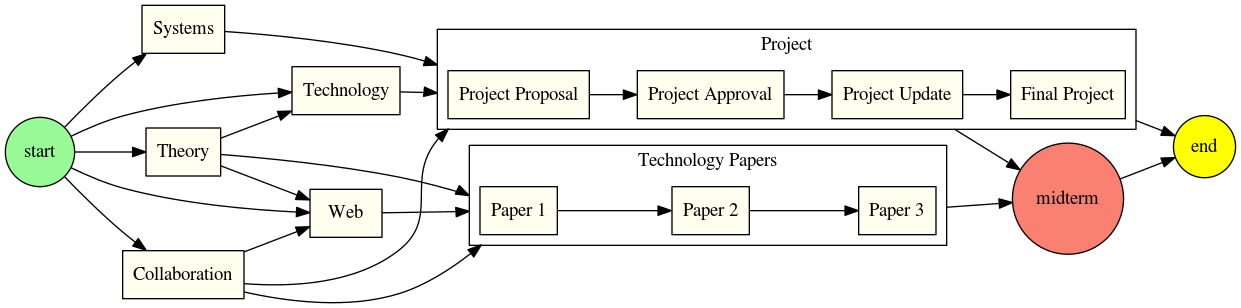 Systems
Project
Technology
Project Proposal
Project Approval
Project Update
Final Project
start
Theory
end
Technology Papers
midterm
Web
Paper 1
Paper 2
Paper 3
Collaboration